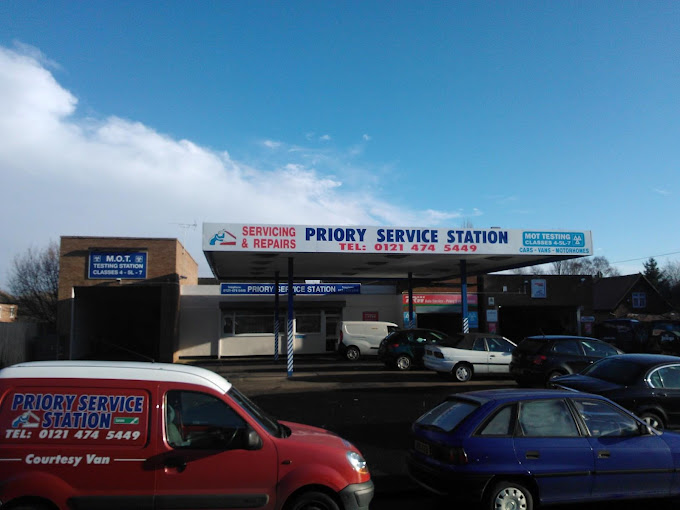 SERVICING
& REPAIRS
PRIORY SERVICE STATION
TEL: 0121 474 5449
MOT TESTING
CLASSES 4-5L-7
CARS - VANS - MOTORHOMES
M.O.T.
TESTING STATION
CLASSES 4 - 5L - 7
PRIORY SERVICE STATION
PRIORY SERVICE
STATION
TEL: 0121 474 5449
Courtesy Van